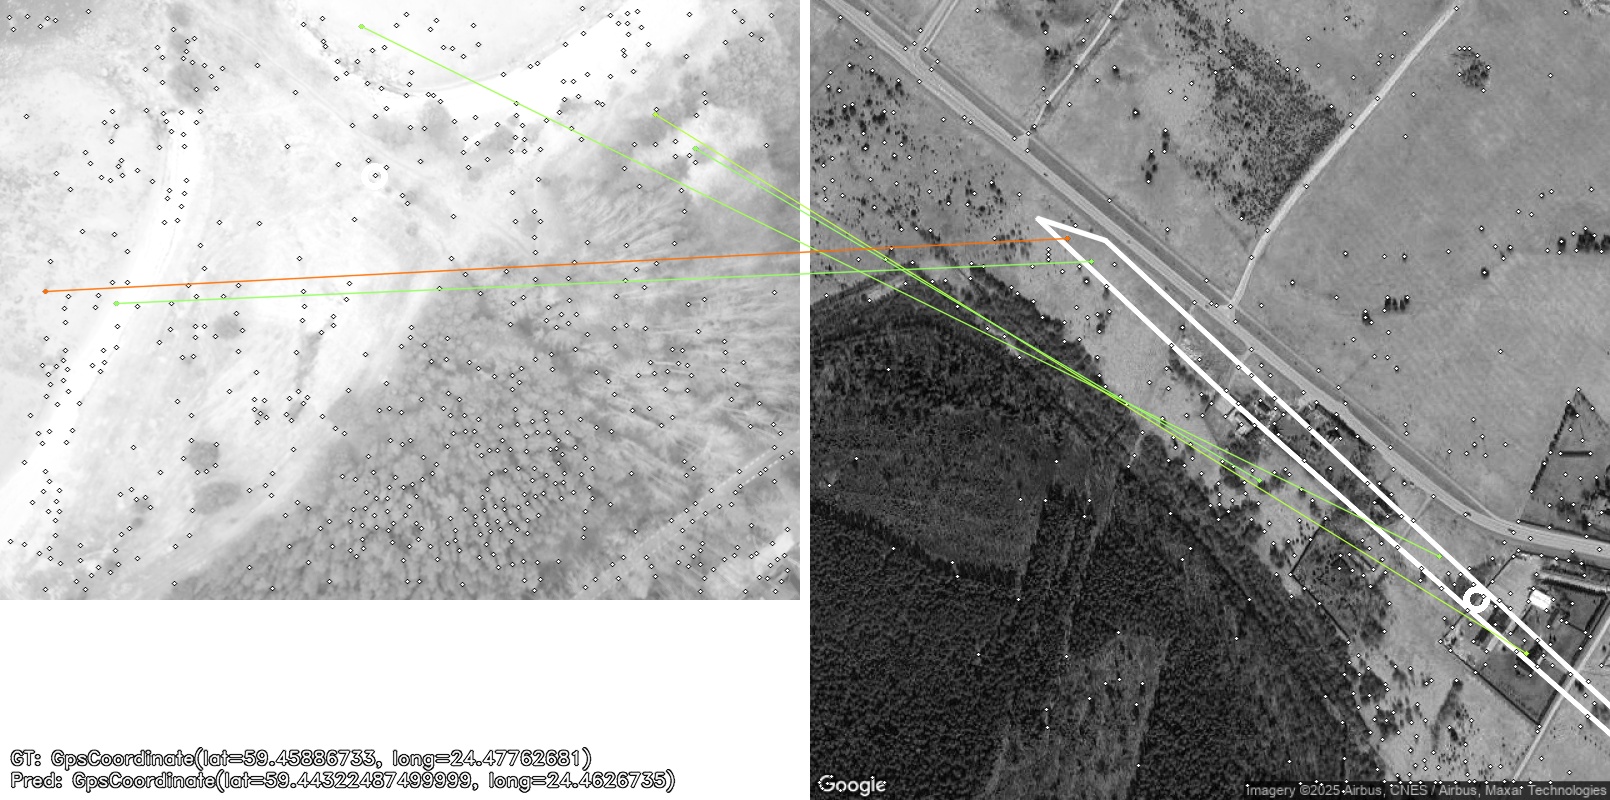 GT: GpsCoordinate(lat=59.45886733, long=24.47762681)
Pred: GpsCoordinate(lat=59.44322487499999, long=24.4626735)
Google
Imagery ©2025 Airbus, CNES / Airbus, Maxar Technologies